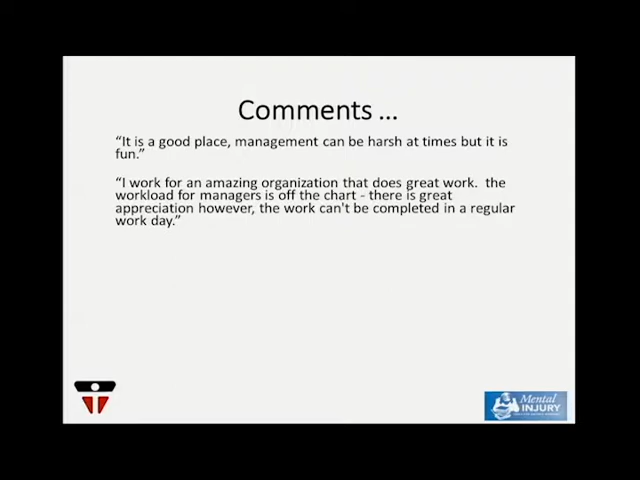 Comments ...
“It is a good place, management can be harsh at times but it is
fun.”
“I work for an amazing organization that does great work.  the
workload for managers is off the chart - there is great
appreciation however, the work can't be completed in a regular
work day.”
Mental
INJURY